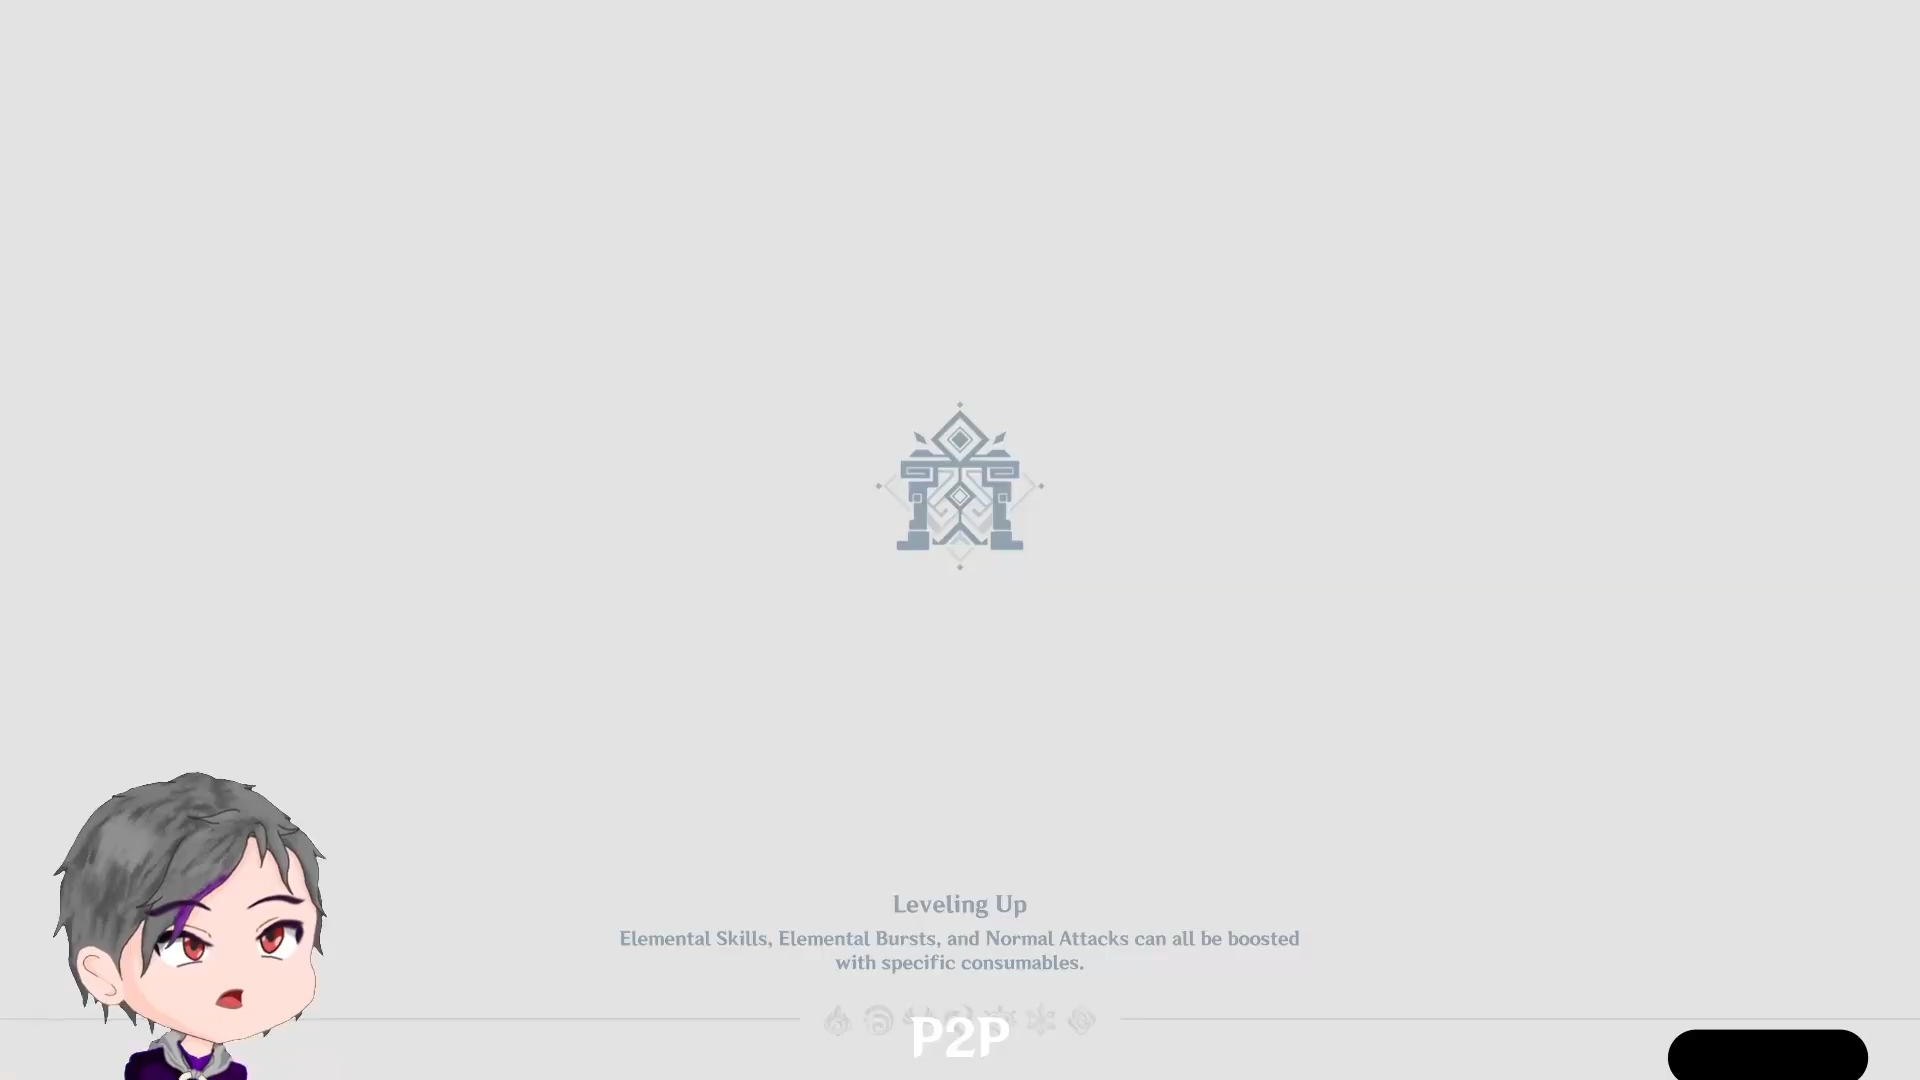 Leveling Up
Elemental Skills, Elemental Bursts, and Normal Attacks can all be boosted
with specific consumables.
P2P